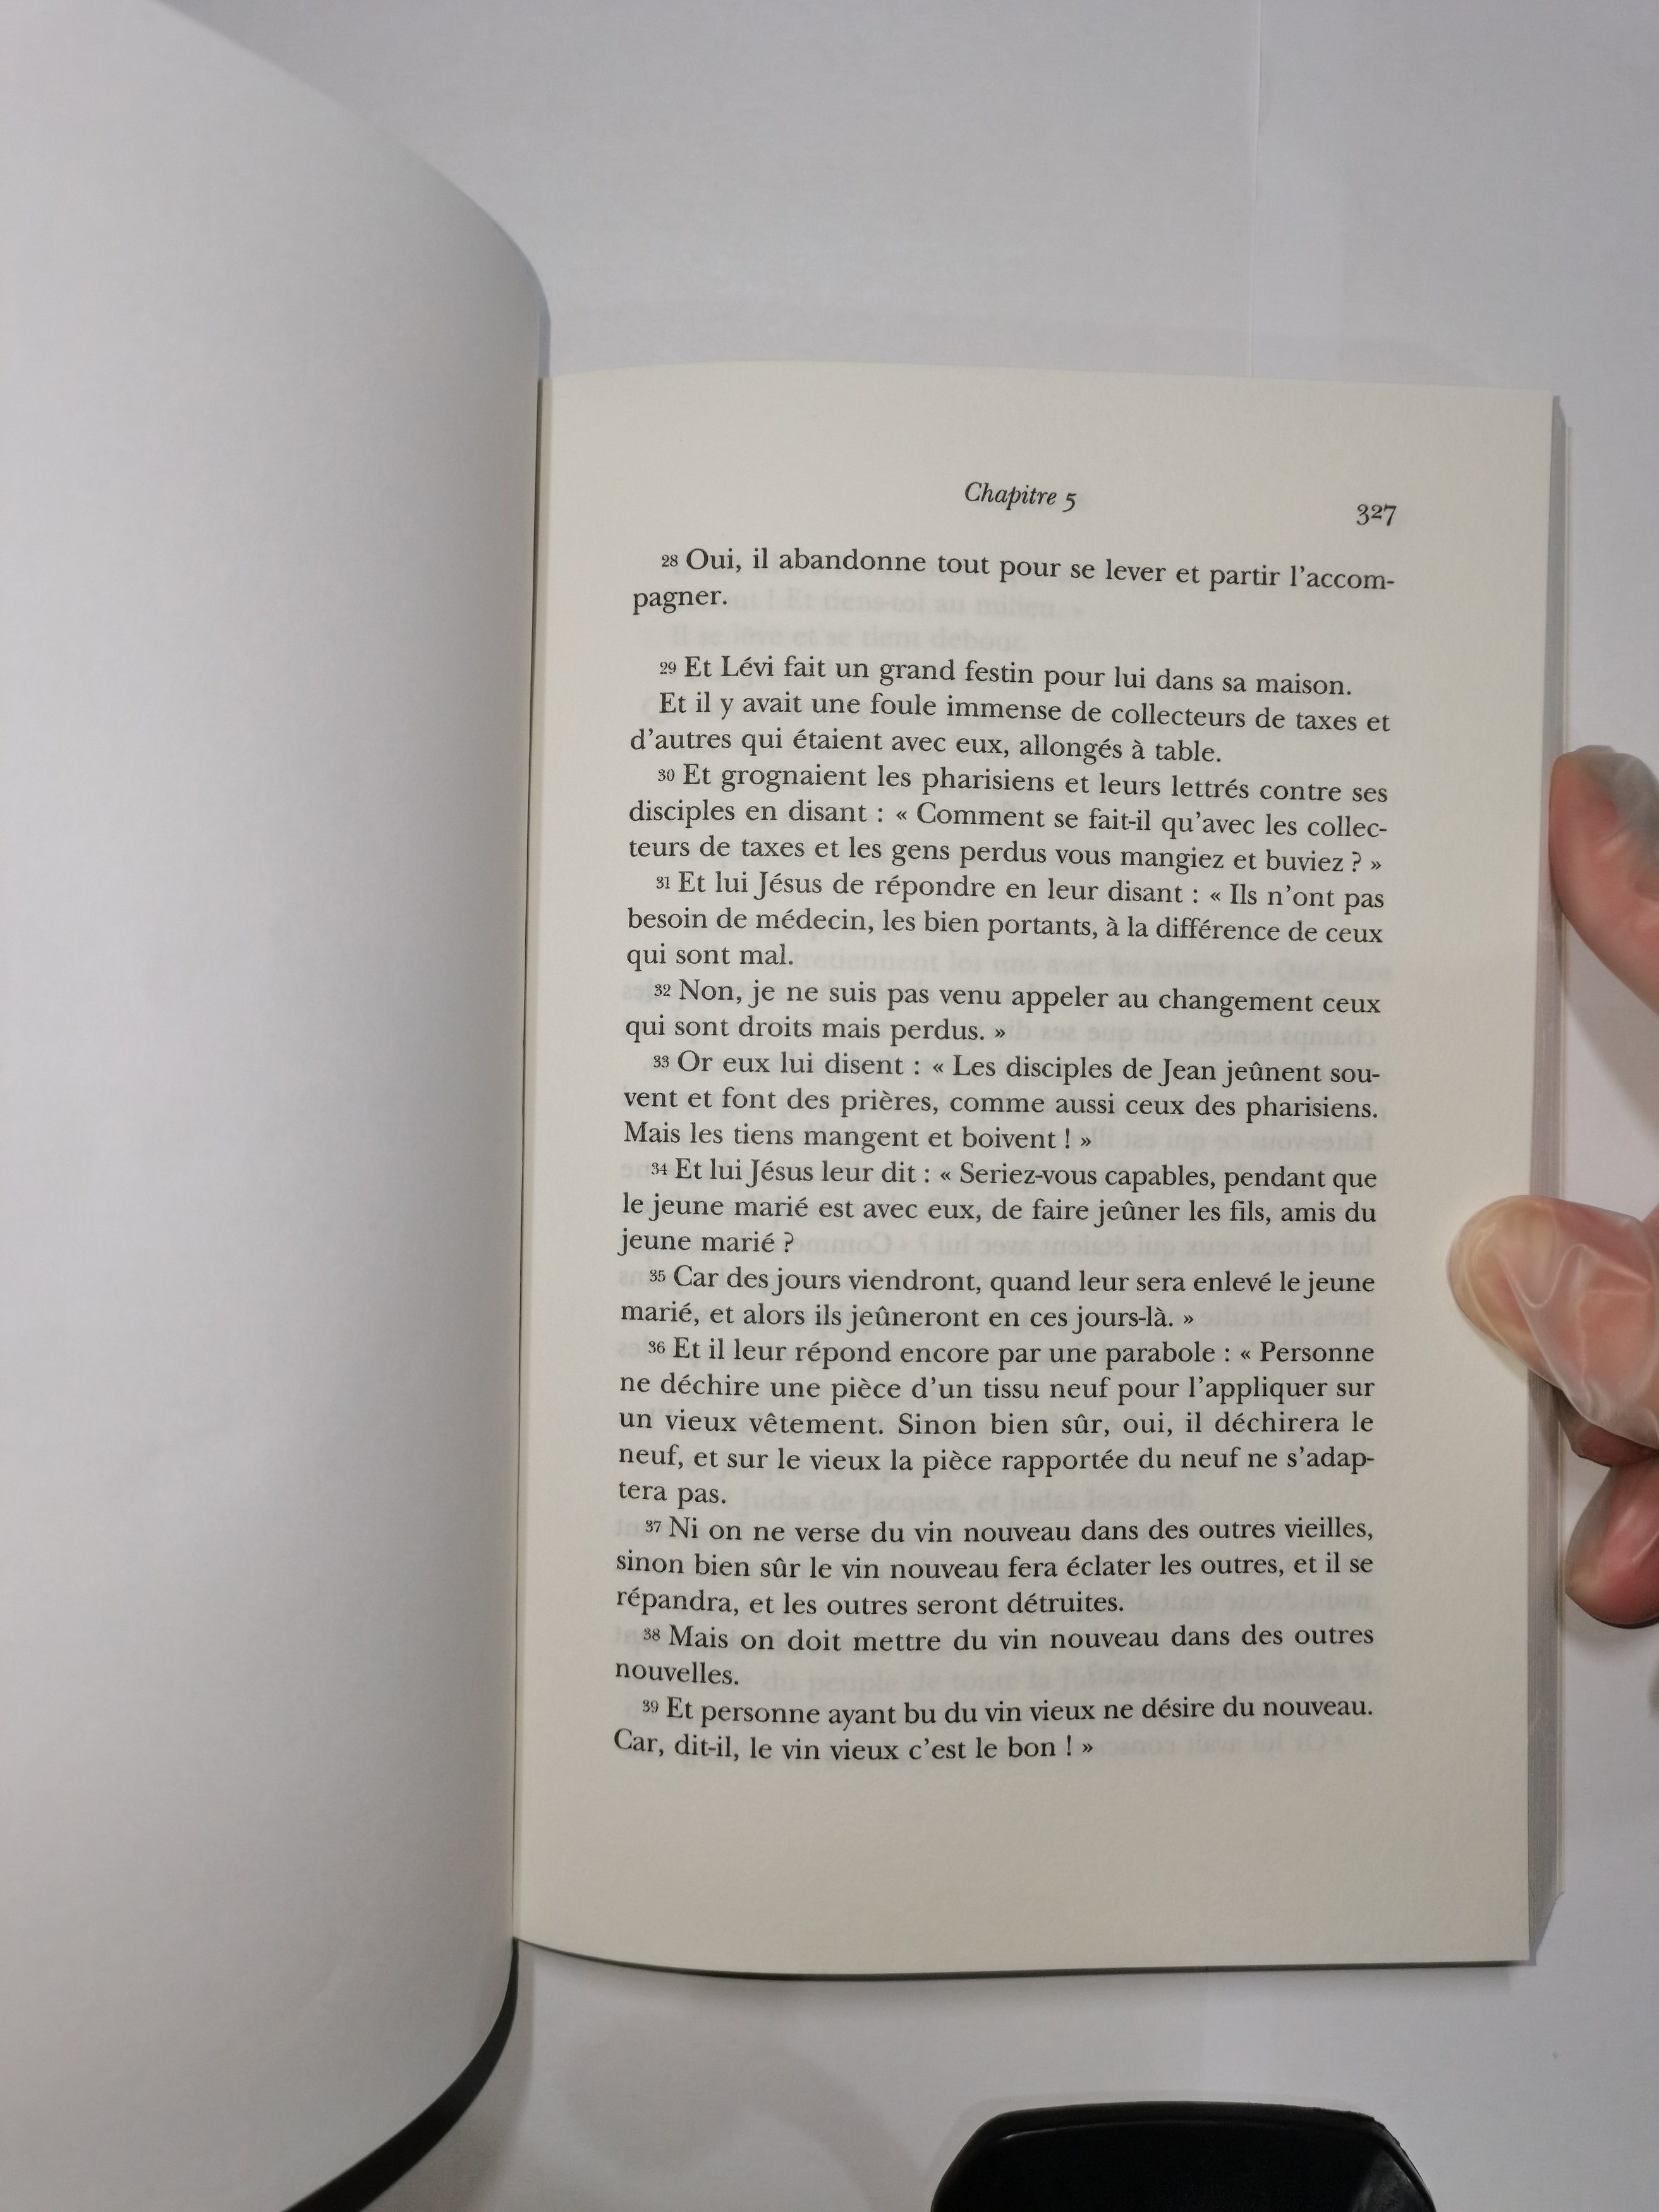 Chapitre 5
327
28 Oui, il abandonne tout pour se lever et partir l'accom-
pagner.
29 Et Lévi fait un grand festin pour lui dans sa maison.
Et il y avait une foule immense de collecteurs de taxes et
d'autres qui étaient avec eux, allongés à table.
30 Et grognaient les pharisiens et leurs lettrés contre ses
disciples en disant : « Comment se fait-il qu'avec les collec-
teurs de taxes et les gens perdus vous mangiez et buviez ? »
31 Et lui Jésus de répondre en leur disant : « Ils n'ont pas
besoin de médecin, les bien portants, à la différence de ceux
qui sont mal.
32 Non, je ne suis pas venu appeler au changement ceux
qui sont droits mais perdus. »
33 Or eux lui disent : « Les disciples de Jean jeûnent sou-
vent et font des prières, comme aussi ceux des pharisiens.
Mais les tiens mangent et boivent ! »
34 Et lui Jésus leur dit : « Seriez-vous capables, pendant que
le jeune marié est avec eux, de faire jeûner les fils, amis du
jeune marié ?
35 Car des jours viendront, quand leur sera enlevé le jeune
marié, et alors ils jeûneront en ces jours-là. »
36 Et il leur répond encore par une parabole : « Personne
ne déchire une pièce d'un tissu neuf pour l'appliquer sur
un vieux vêtement. Sinon bien sûr, oui, il déchirera le
neuf, et sur le vieux la pièce rapportée du neuf ne s'adap-
tera pas.
37 Ni on ne verse du vin nouveau dans des outres vieilles,
sinon bien sûr le vin nouveau fera éclater les outres, et il se
répandra, et les outres seront détruites.
38 Mais on doit mettre du vin nouveau dans des outres
nouvelles.
39 Et personne ayant bu du vin vieux ne désire du nouveau.
Car, dit-il, le vin vieux c'est le bon ! »